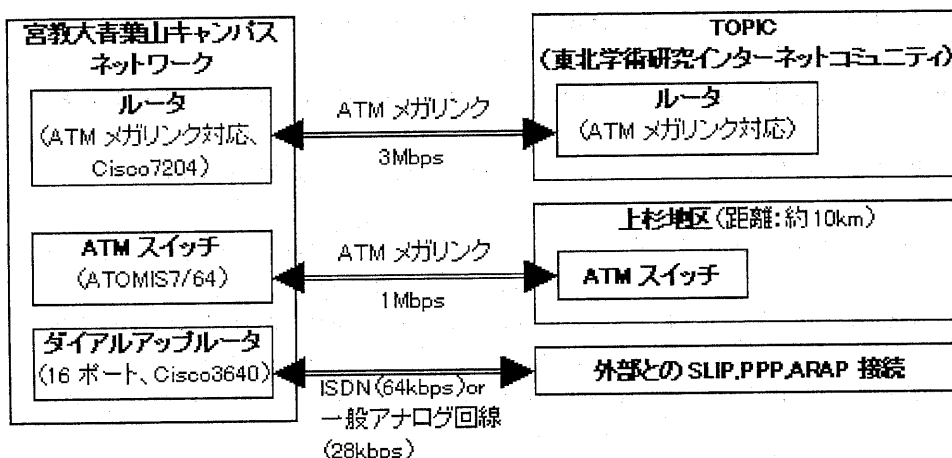 宮教大青葉山キャンパス
ネットワーク
ルータ
(ATM メガリンク対応、
Cisco7204)
ATM メガリンク
3Mbps
TOPIC
(東北学術研究インターネットコミュニティ)
ルータ
(ATM メガリンク対応)
ATM スイッチ
(ATOMIS7/64)
ATM メガリンク
1Mbps
上杉地区(距離:約10km)
ATM スイッチ
ダイアルアップルータ
(16 ポート、Cisco3640)
ISDN(64kbps)or
一般アナログ回線
(28kbps)
外部との SLIP,PPP,ARAP 接続